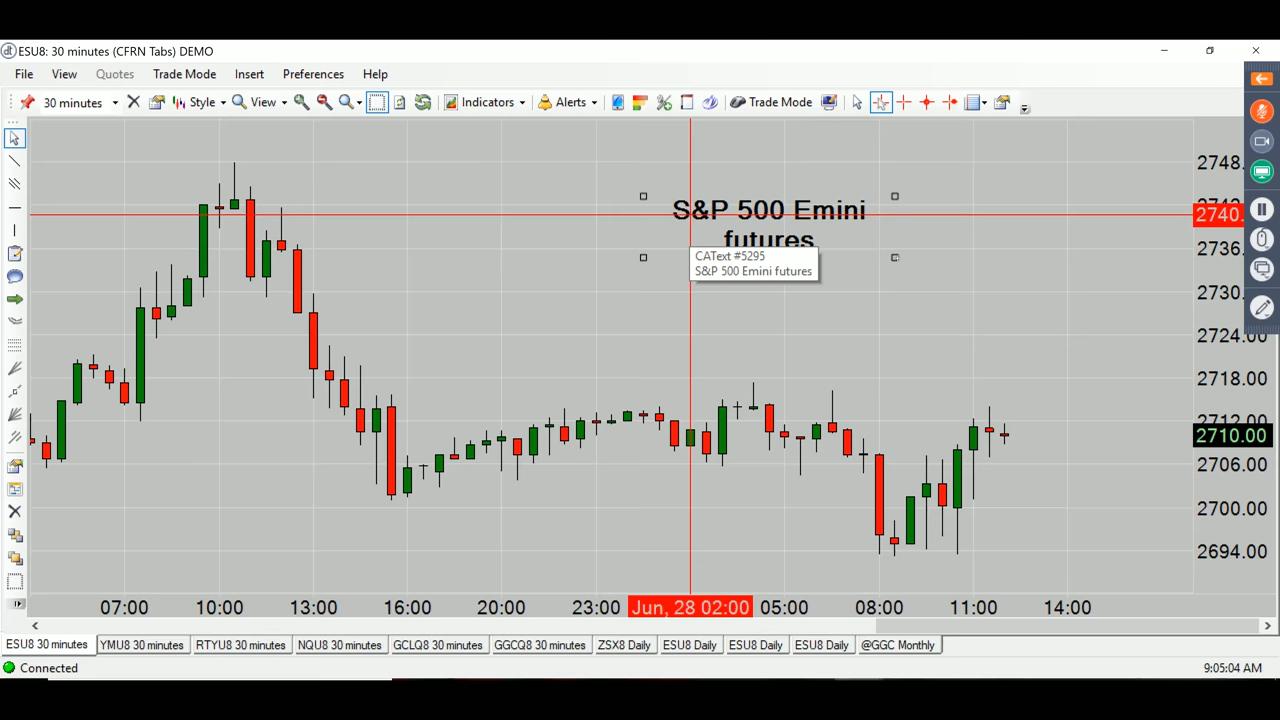 dt ESU8: 30 minutes (CFRN Tabs) DEMO
File View Quotes Trade Mode Insert Preferences Help
30 minutes Style View Indicators Alerts Trade Mode
2748.
S&P 500 Emini
2740.
futures
2736.
CAText #5295
S&P 500 Emini futures
2730.
2724.00
2718.00
2712.00
2710.00
2706.00
2700.00
2694.00
07:00 10:00 13:00 16:00 20:00 23:00 Jun, 28 02:00 05:00 08:00 11:00 14:00
ESU8 30 minutes YMU8 30 minutes RTYU8 30 minutes NQU8 30 minutes GCLQ8 30 minutes GGCQ8 30 minutes ZSX8 Daily ESU8 Daily ESU8 Daily ESU8 Daily @GGC Monthly
Connected 9:05:04 AM